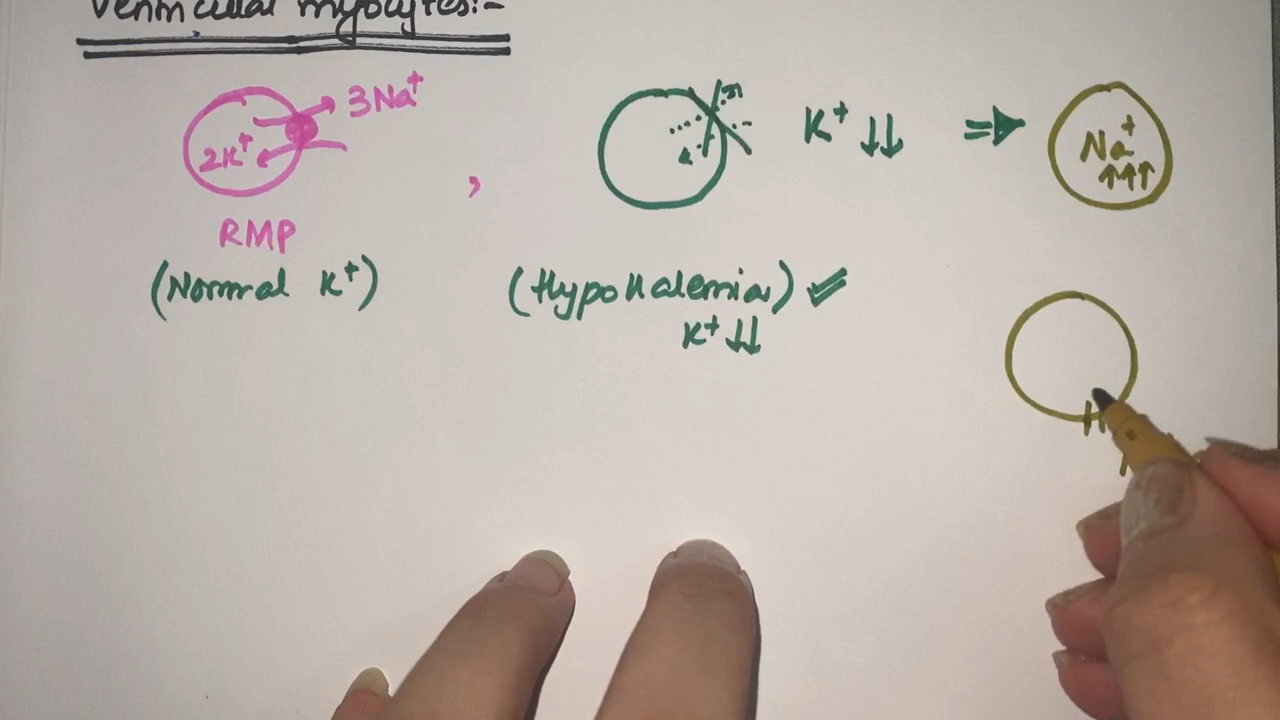 Ventricular myocytes:-
3Na+
2K+
RMP
(Normal K+)
,
K+ ↓↓ ⇒
(Hypokalemia) ✓
K+ ↓↓
Na+
↑↑↑